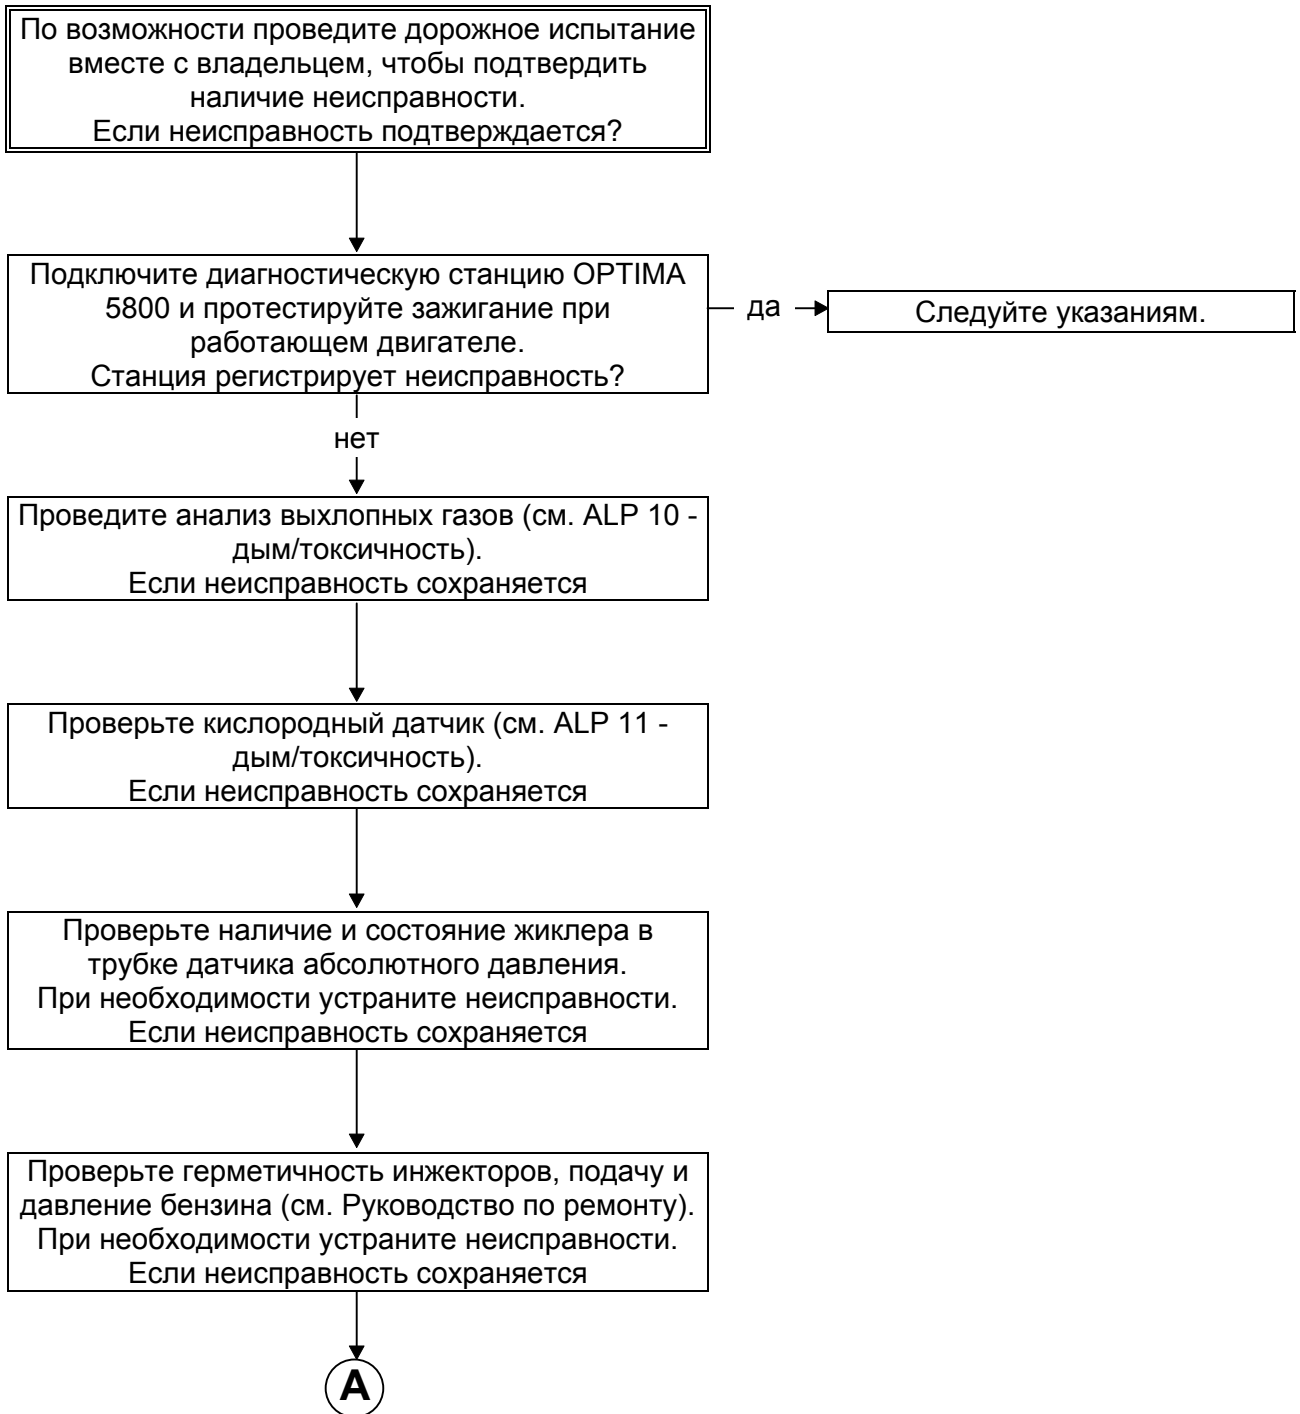 По возможности проведите дорожное испытание
вместе с владельцем, чтобы подтвердить
наличие неисправности.
Если неисправность подтверждается?
Подключите диагностическую станцию OPTIMA
5800 и протестируйте зажигание при
работающем двигателе.
Станция регистрирует неисправность?
да
Следуйте указаниям.
нет
Проведите анализ выхлопных газов (см. ALP 10 -
дым/токсичность).
Если неисправность сохраняется
Проверьте кислородный датчик (см. ALP 11 -
дым/токсичность).
Если неисправность сохраняется
Проверьте наличие и состояние жиклера в
трубке датчика абсолютного давления.
При необходимости устраните неисправности.
Если неисправность сохраняется
Проверьте герметичность инжекторов, подачу и
давление бензина (см. Руководство по ремонту).
При необходимости устраните неисправности.
Если неисправность сохраняется
A